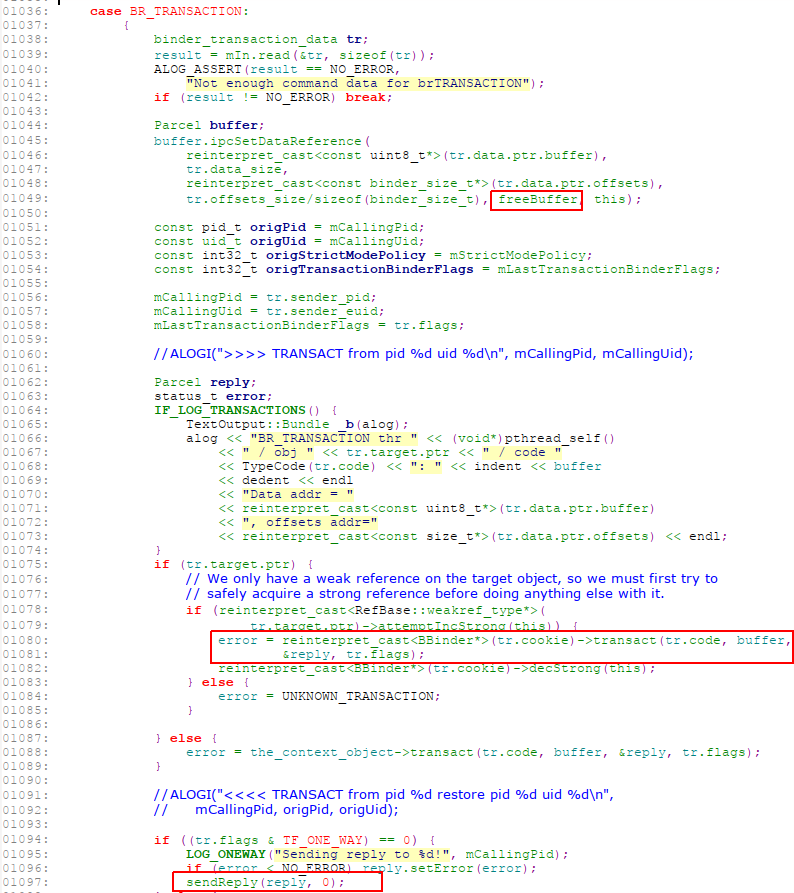 01036: case BR_TRANSACTION:
01037: {
01038: binder_transaction_data tr;
01039: result = mIn.read(&tr, sizeof(tr));
01040: ALOG_ASSERT(result == NO_ERROR,
01041: "Not enough command data for brTRANSACTION");
01042: if (result != NO_ERROR) break;
01043:
01044: Parcel buffer;
01045: buffer.ipcSetDataReference(
01046: reinterpret_cast<const uint8_t*>(tr.data.ptr.buffer),
01047: tr.data_size,
01048: reinterpret_cast<const binder_size_t*>(tr.data.ptr.offsets),
01049: tr.offsets_size/sizeof(binder_size_t), freeBuffer, this);
01050:
01051: const pid_t origPid = mCallingPid;
01052: const uid_t origUid = mCallingUid;
01053: const int32_t origStrictModePolicy = mStrictModePolicy;
01054: const int32_t origTransactionBinderFlags = mLastTransactionBinderFlags;
01055:
01056: mCallingPid = tr.sender_pid;
01057: mCallingUid = tr.sender_euid;
01058: mLastTransactionBinderFlags = tr.flags;
01059:
01060: //ALOGI(">>>> TRANSACT from pid %d uid %d\n", mCallingPid, mCallingUid);
01061:
01062: Parcel reply;
01063: status_t error;
01064: IF_LOG_TRANSACTIONS() {
01065: TextOutput::Bundle _b(alog);
01066: alog << "BR_TRANSACTION thr " << (void*)pthread_self()
01067: << " / obj " << tr.target.ptr << " / code "
01068: << TypeCode(tr.code) << ": " << indent << buffer
01069: << dedent << endl
01070: << "Data addr = "
01071: << reinterpret_cast<const uint8_t*>(tr.data.ptr.buffer)
01072: << ", offsets addr="
01073: << reinterpret_cast<const size_t*>(tr.data.ptr.offsets) << endl;
01074: }
01075: if (tr.target.ptr) {
01076: // We only have a weak reference on the target object, so we must first try to
01077: // safely acquire a strong reference before doing anything else with it.
01078: if (reinterpret_cast<RefBase::weakref_type*>(
01079: tr.target.ptr)->attemptIncStrong(this)) {
01080: error = reinterpret_cast<BBinder*>(tr.cookie)->transact(tr.code, buffer,
01081: &reply, tr.flags);
01082: reinterpret_cast<BBinder*>(tr.cookie)->decStrong(this);
01083: } else {
01084: error = UNKNOWN_TRANSACTION;
01085: }
01086:
01087: } else {
01088: error = the_context_object->transact(tr.code, buffer, &reply, tr.flags);
01089: }
01090:
01091: //ALOGI("<<<< TRANSACT from pid %d restore pid %d uid %d\n",
01092: // mCallingPid, origPid, origUid);
01093:
01094: if ((tr.flags & TF_ONE_WAY) == 0) {
01095: LOG_ONEWAY("Sending reply to %d!", mCallingPid);
01096: if (error < NO_ERROR) reply.setError(error);
01097: sendReply(reply, 0);